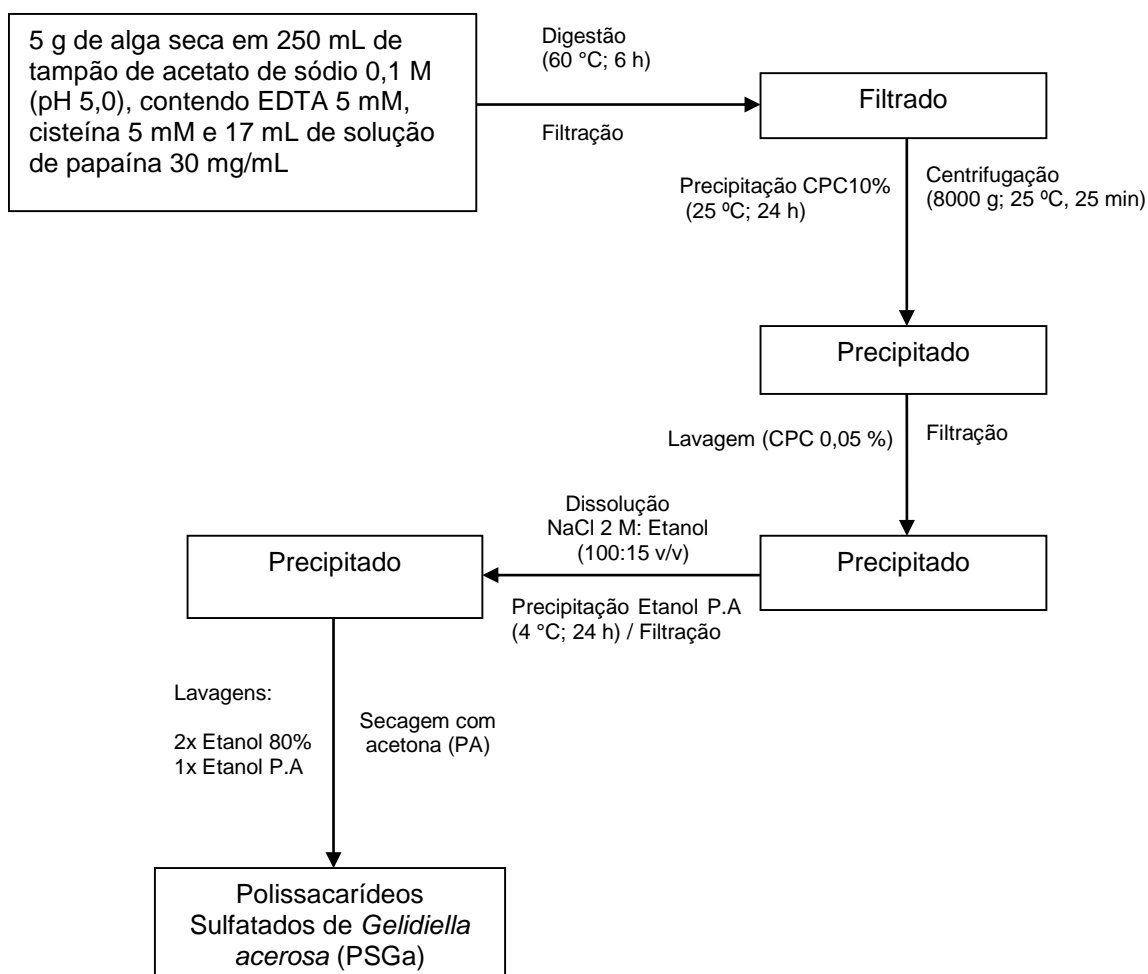 5 g de alga seca em 250 mL de
tampão de acetato de sódio 0,1 M
(pH 5,0), contendo EDTA 5 mM,
cisteína 5 mM e 17 mL de solução
de papaína 30 mg/mL
Digestão
(60 °C; 6 h)
Filtração
Filtrado
Precipitação CPC10%
(25 ºC; 24 h)
Centrifugação
(8000 g; 25 ºC, 25 min)
Precipitado
Lavagem (CPC 0,05 %)
Filtração
Precipitado
Dissolução
NaCl 2 M: Etanol
(100:15 v/v)
Precipitação Etanol P.A
(4 °C; 24 h) / Filtração
Precipitado
Lavagens:
2x Etanol 80%
1x Etanol P.A
Secagem com
acetona (PA)
Polissacarídeos
Sulfatados de Gelidiella
acerosa (PSGa)